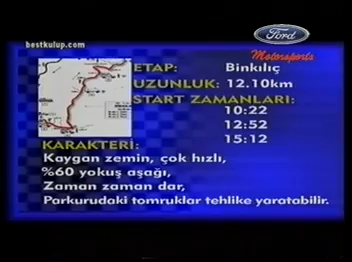 bestkulup.com
Ford
Motorsports
ETAP: Binkılıç
UZUNLUK: 12.10km
START ZAMANLARI:
10:22
12:52
15:12
KARAKTERİ:
Kaygan zemin, çok hızlı,
%60 yokuş aşağı,
Zaman zaman dar,
Parkurudaki tomruklar tehlike yaratabilir.